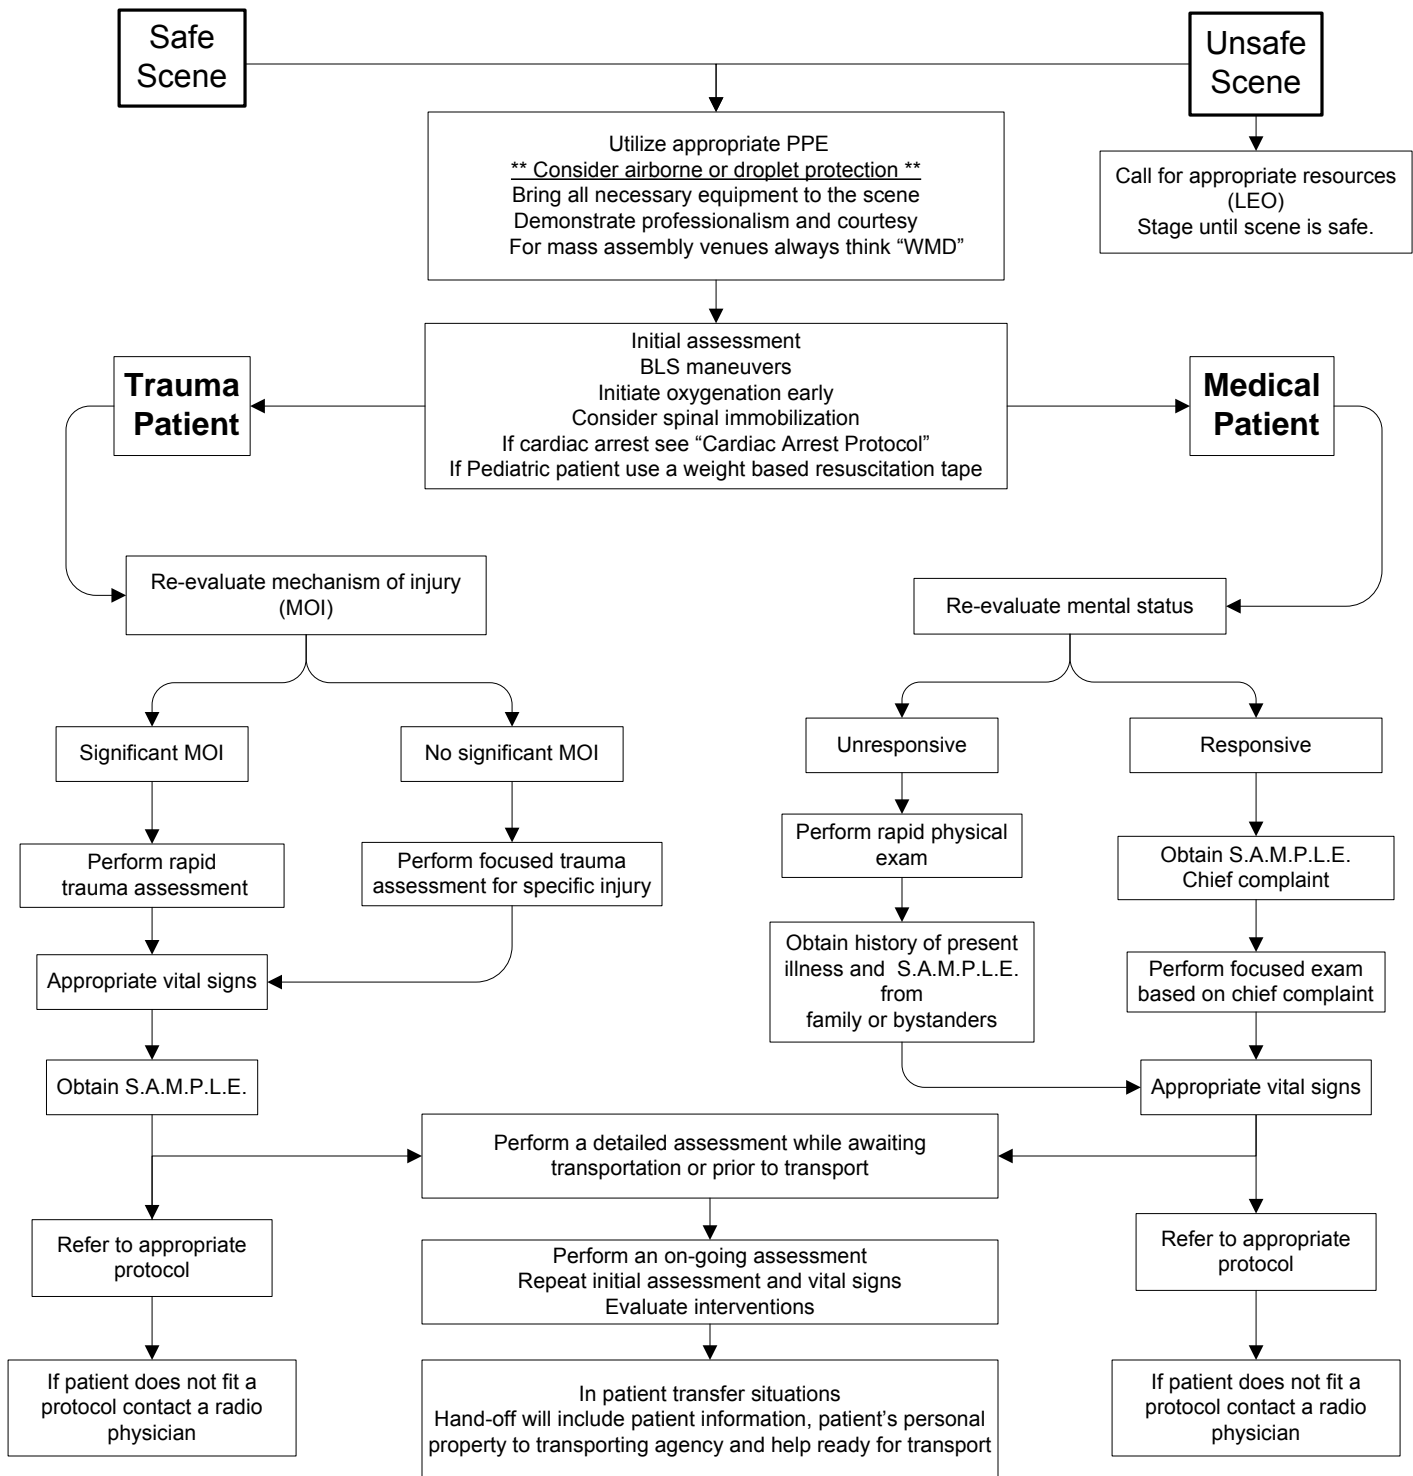 Safe
Scene
Unsafe
Scene
Utilize appropriate PPE
** Consider airborne or droplet protection **
Bring all necessary equipment to the scene
Demonstrate professionalism and courtesy
For mass assembly venues always think “WMD”
Call for appropriate resources
(LEO)
Stage until scene is safe.
Initial assessment
BLS maneuvers
Initiate oxygenation early
Consider spinal immobilization
If cardiac arrest see “Cardiac Arrest Protocol”
If Pediatric patient use a weight based resuscitation tape
Trauma
Patient
Medical
Patient
Re-evaluate mechanism of injury
(MOI)
Re-evaluate mental status
Significant MOI
No significant MOI
Unresponsive
Responsive
Perform rapid
trauma assessment
Perform focused trauma
assessment for specific injury
Perform rapid physical
exam
Obtain S.A.M.P.L.E.
Chief complaint
Appropriate vital signs
Obtain history of present
illness and S.A.M.P.L.E.
from
family or bystanders
Perform focused exam
based on chief complaint
Obtain S.A.M.P.L.E.
Appropriate vital signs
Perform a detailed assessment while awaiting
transportation or prior to transport
Refer to appropriate
protocol
Perform an on-going assessment
Repeat initial assessment and vital signs
Evaluate interventions
Refer to appropriate
protocol
If patient does not fit a
protocol contact a radio
physician
In patient transfer situations
Hand-off will include patient information, patient’s personal
property to transporting agency and help ready for transport
If patient does not fit a
protocol contact a radio
physician